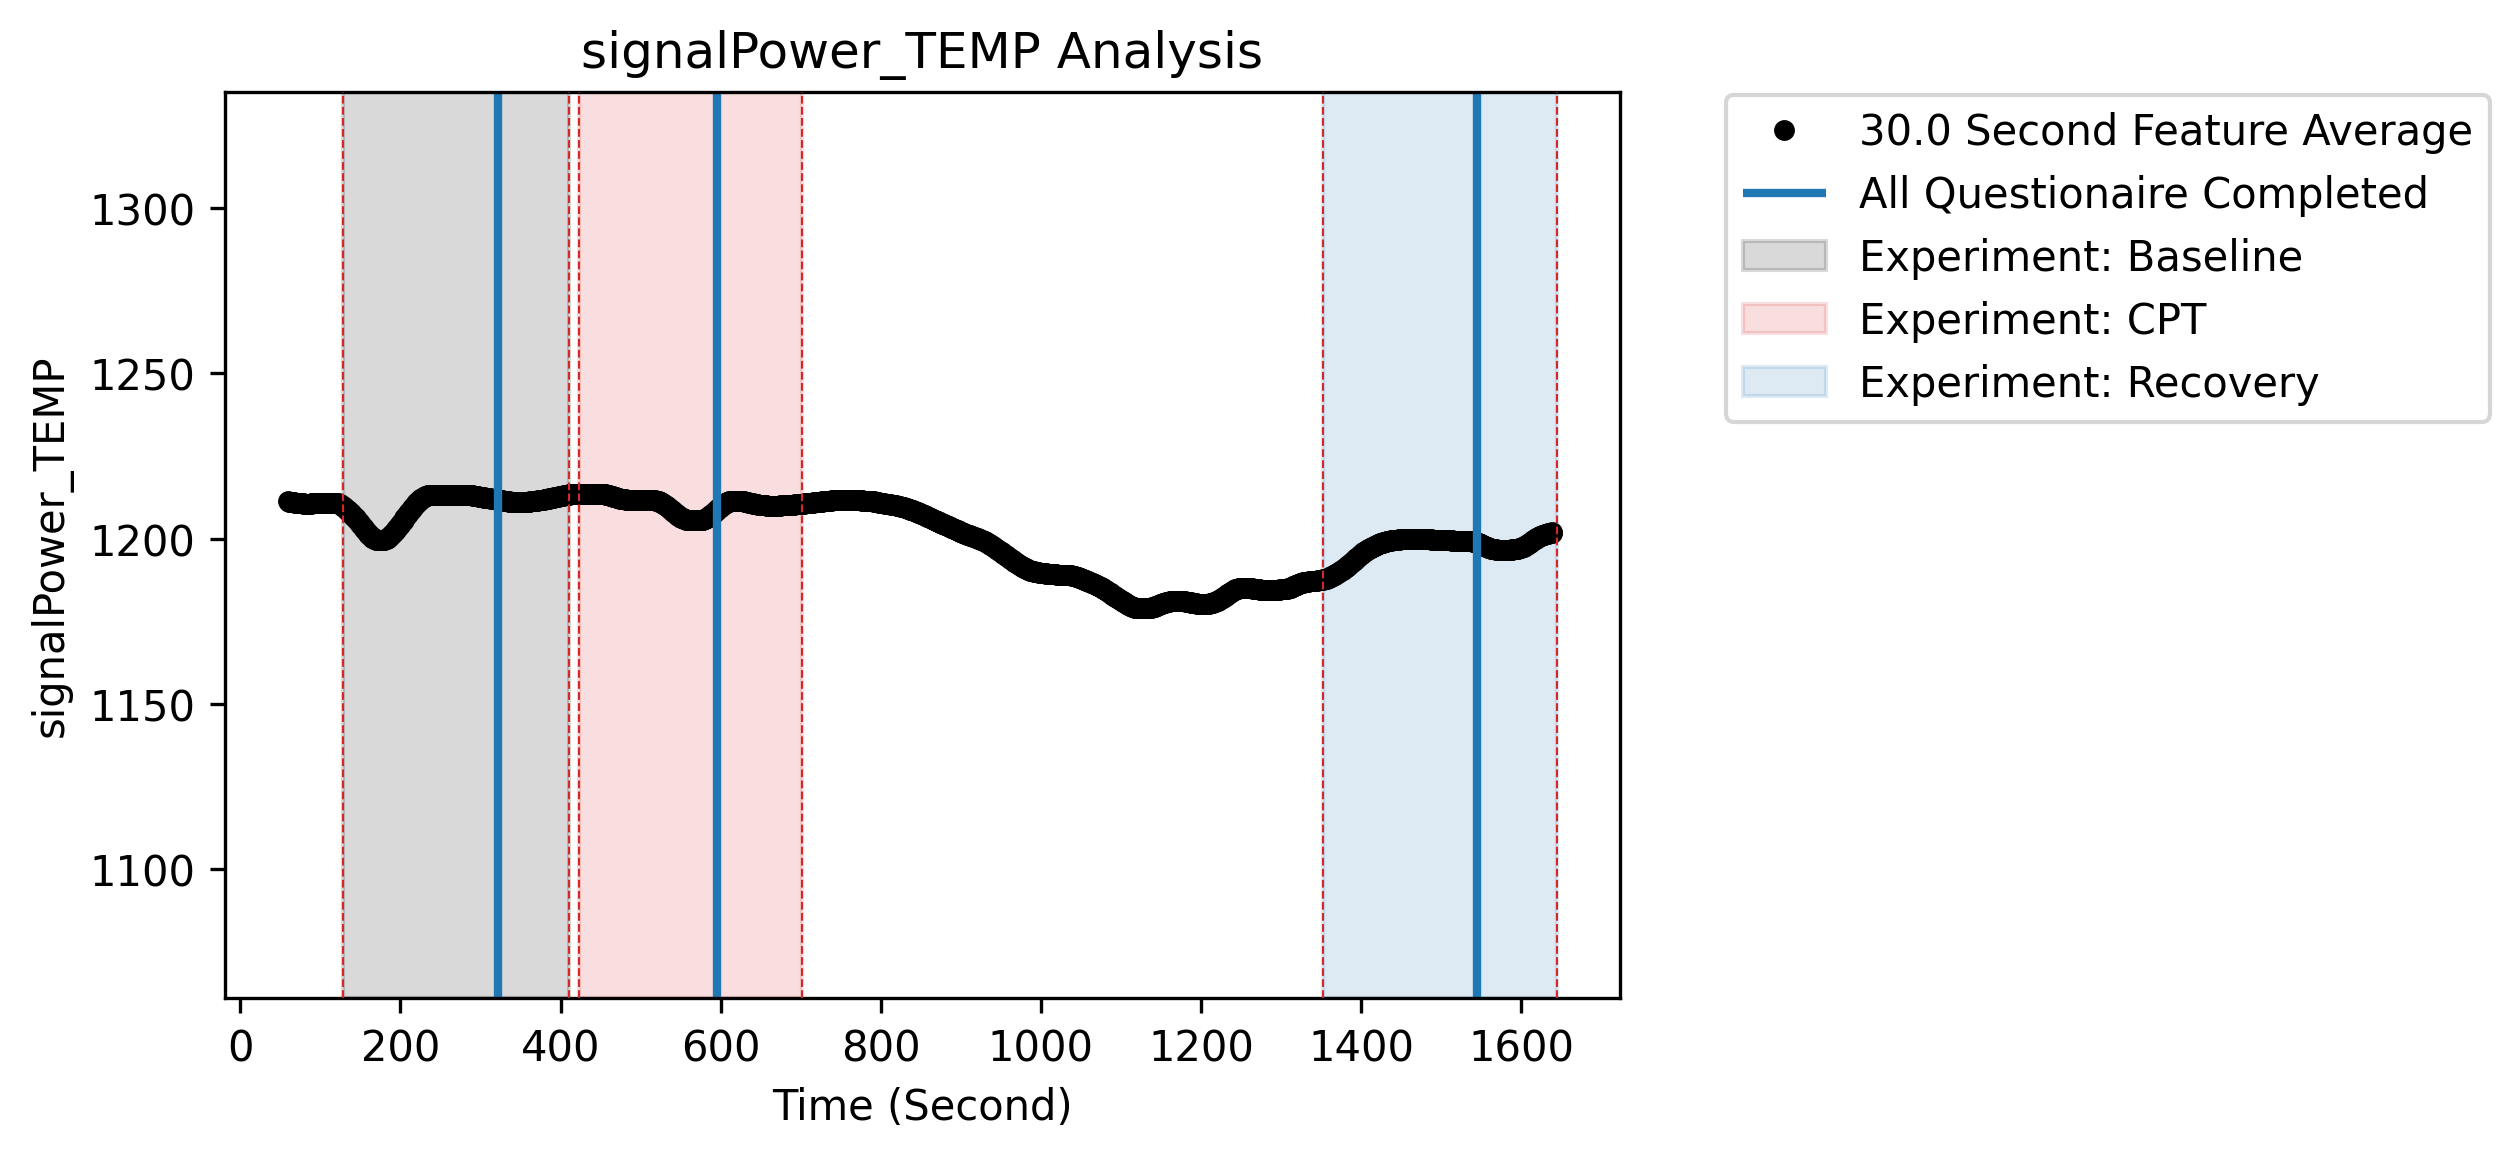 signalPower_TEMP Analysis
30.0 Second Feature Average
All Questionaire Completed
Experiment: Baseline
Experiment: CPT
Experiment: Recovery
signalPower_TEMP
1300
1250
1200
1150
1100
0 200 400 600 800 1000 1200 1400 1600
Time (Second)